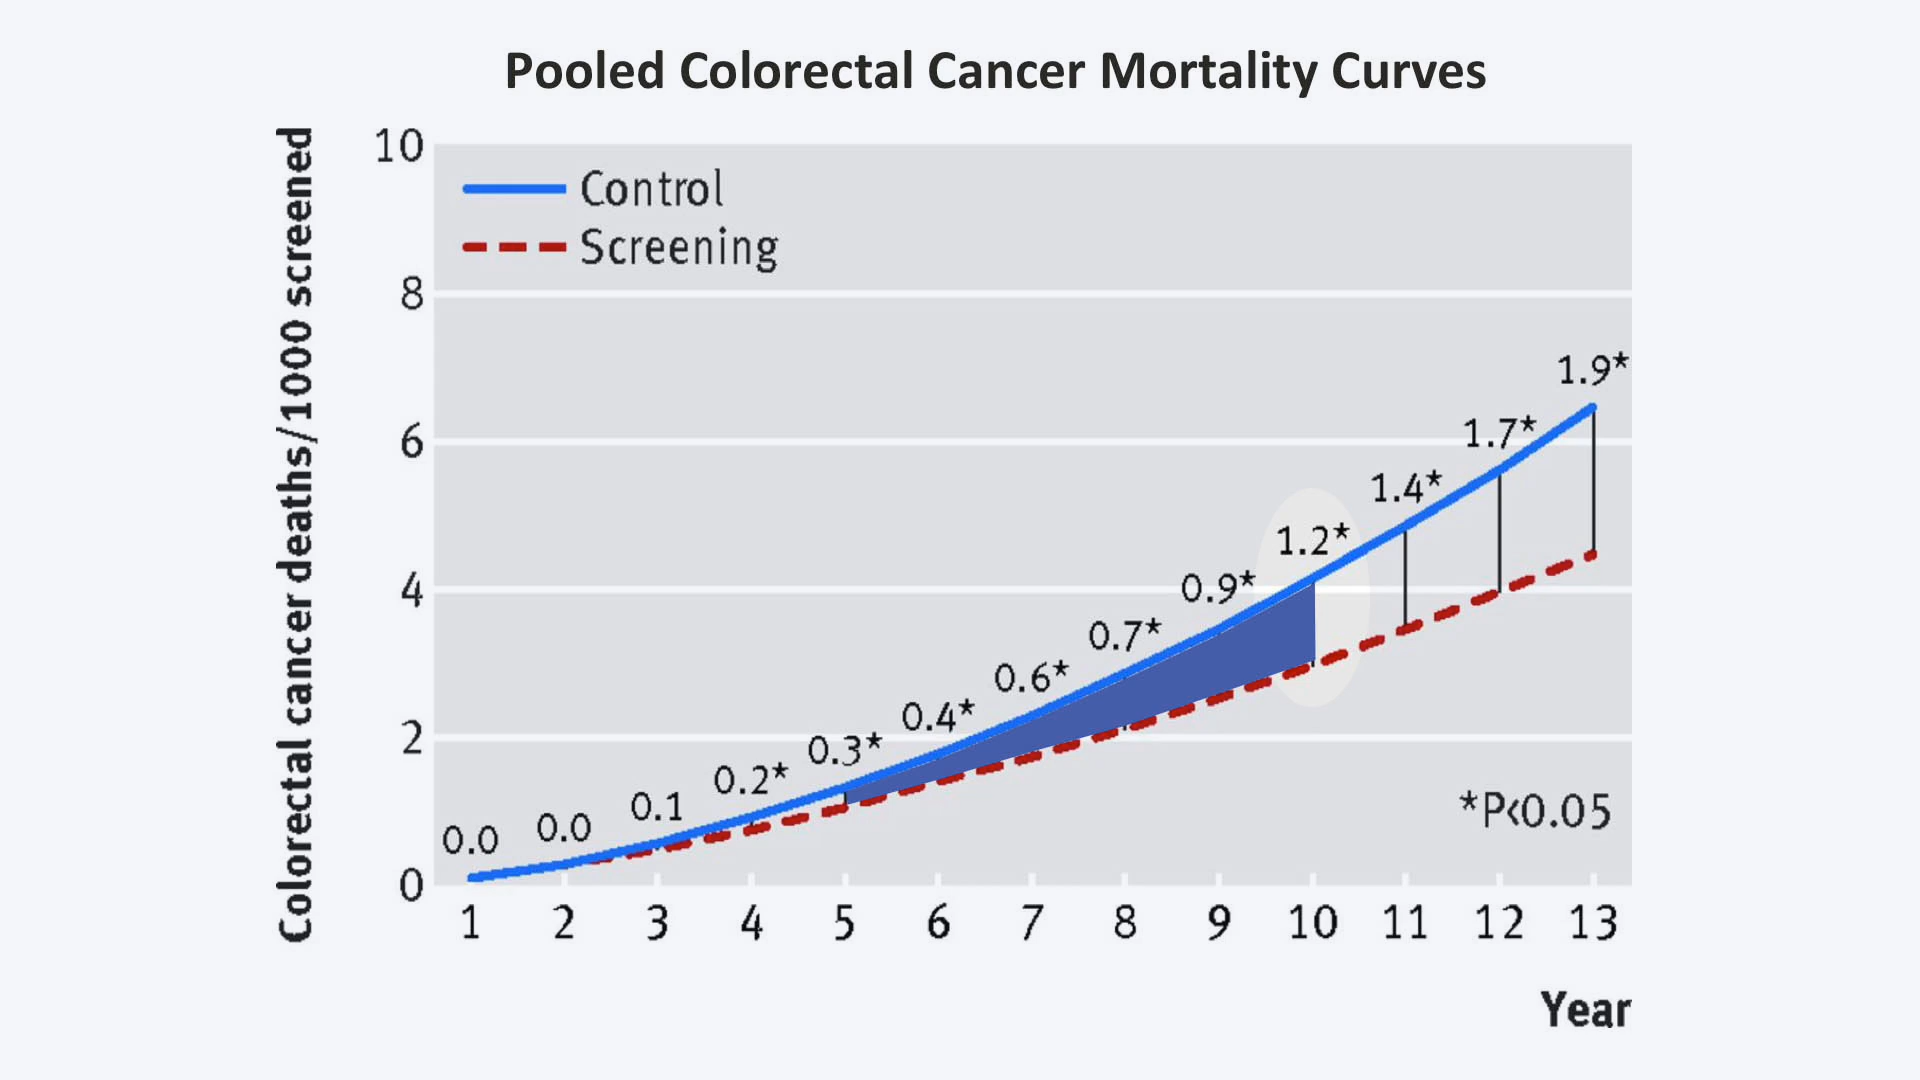 Pooled Colorectal Cancer Mortality Curves
Colorectal cancer deaths/1000 screened
10
8
6
4
2
0
Control
Screening
0.0
0.0
0.1
0.2*
0.3*
0.4*
0.6*
0.7*
0.9*
1.2*
1.4*
1.7*
1.9*
*P<0.05
1 2 3 4 5 6 7 8 9 10 11 12 13
Year